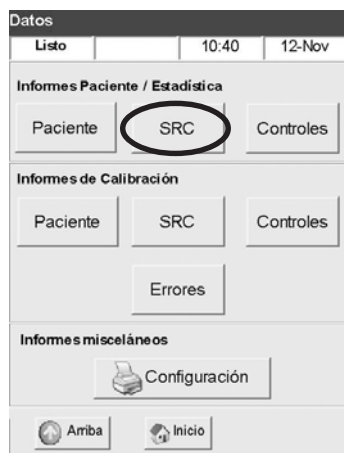 Datos
Listo 10:40 12-Nov
Informes Paciente / Estadística
Paciente SRC Controles
Informes de Calibración
Paciente SRC Controles
Errores
Informes misceláneos
Configuración
Arriba Inicio